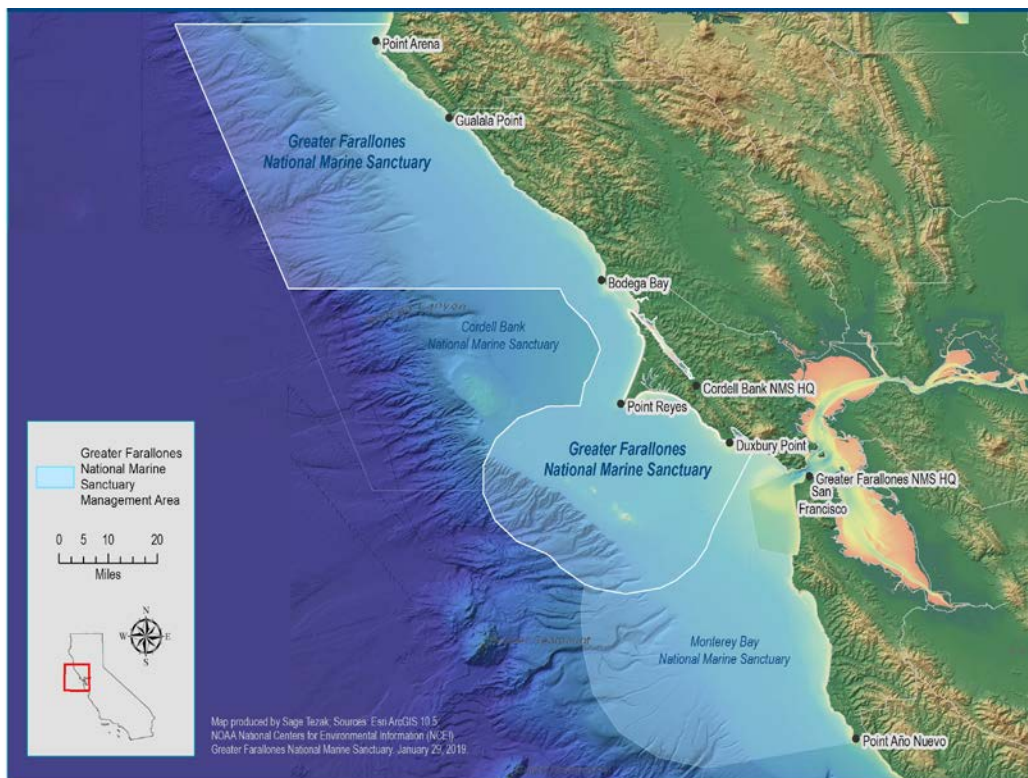 Point Arena
Gualala Point
Greater Farallones
National Marine Sanctuary
Bodega Bay
Canyon
Cordell Bank
National Marine Sanctuary
Cordell Bank NMS HQ
Point Reyes
Duxbury Point
Greater Farallones
National Marine Sanctuary
Greater Farallones NMS HQ
San
Francisco
Monterey Bay
National Marine Sanctuary
Point Año Nuevo
Greater Farallones
National Marine
Sanctuary
Management Area
0 5 10 20
Miles
N
W E
S
Map produced by Sage Tezak; Sources: Esri ArcGIS 10.5,
NOAA National Centers for Environmental Information (NCEI)
Greater Farallones National Marine Sanctuary. January 29, 2019.